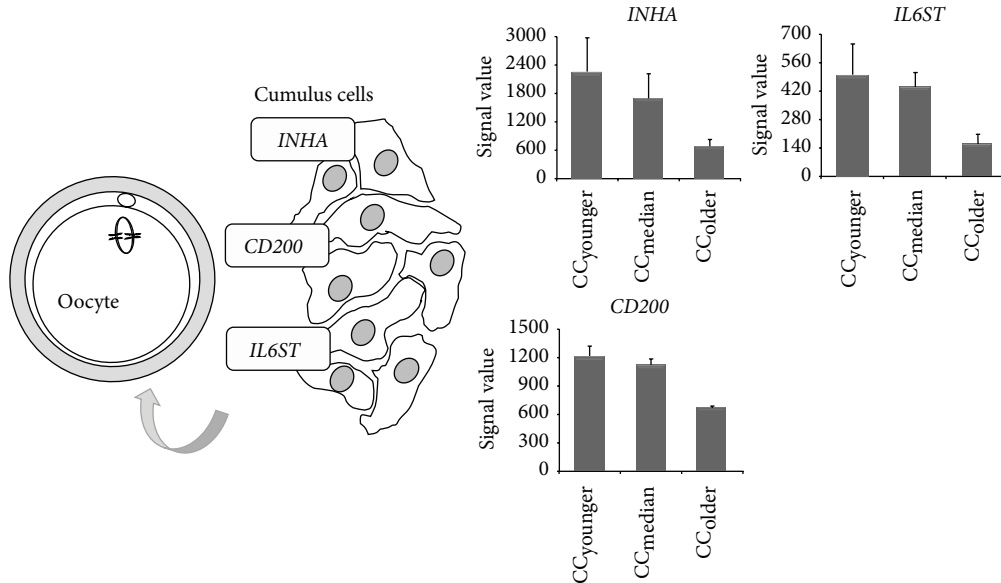 Cumulus cells
INHA
CD200
IL6ST
Oocyte
INHA
Signal value
3000
2400
1800
1200
600
0
CCyounger
CCmedian
CColder
IL6ST
Signal value
700
560
420
280
140
0
CCyounger
CCmedian
CColder
CD200
Signal value
1500
1200
900
600
300
0
CCyounger
CCmedian
CColder